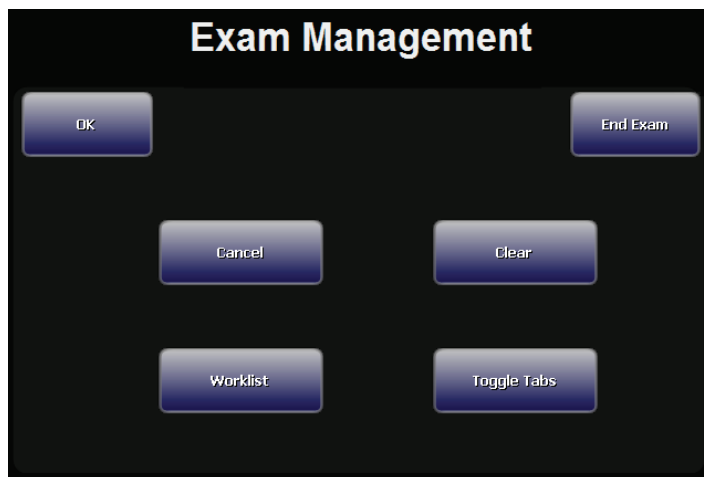 Exam Management
OK
End Exam
Cancel
Clear
Worklist
Toggle Tabs